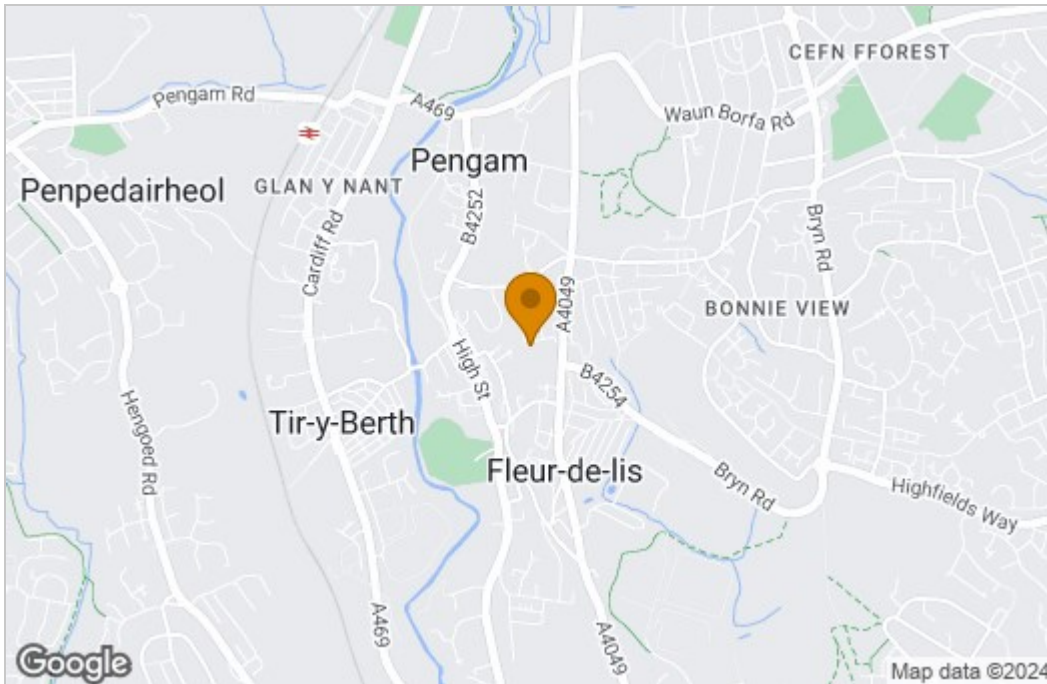 CEFN FFOREST
Pengam Rd
A469
Waun Borfa Rd
Pengam
Penpedairheol
GLAN Y NANT
B4252
Cardiff Rd
Bryn Rd
A4049
BONNIE VIEW
High St
B4254
Hengoed Rd
Tir-y-Berth
Fleur-de-lis
Bryn Rd
Highfields Way
A469
A4049
Google
Map data ©2024